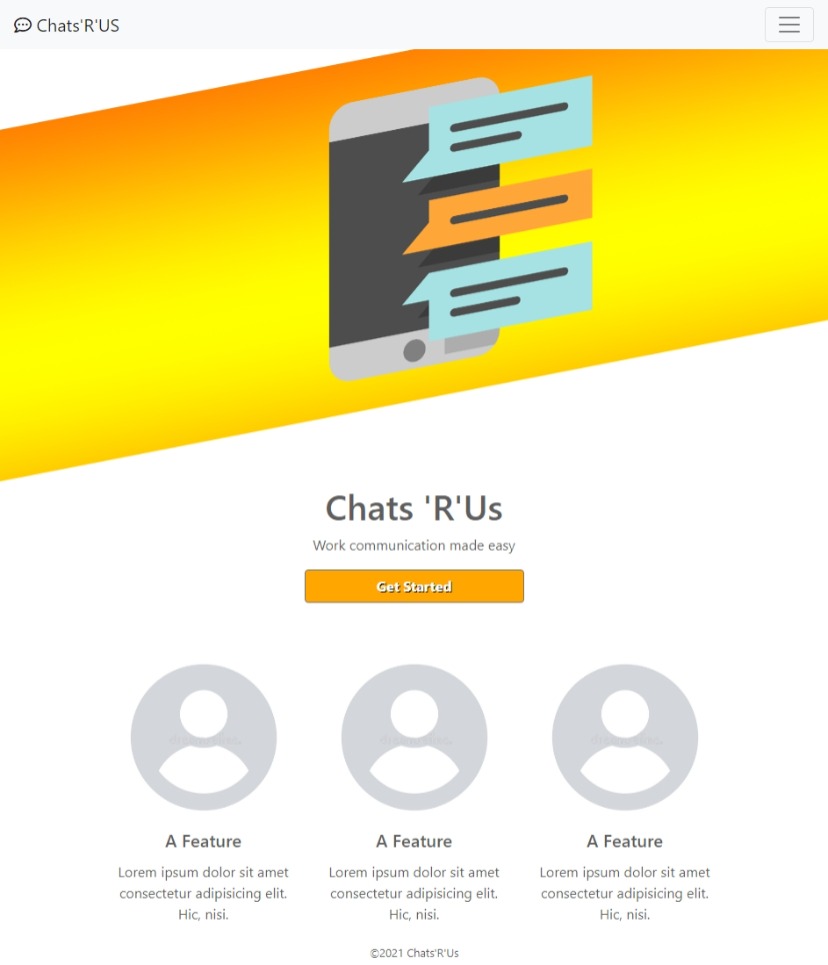 Chats'R'US
Chats 'R'Us
Work communication made easy
Get Started
A Feature
Lorem ipsum dolor sit amet
consectetur adipisicing elit.
Hic, nisi.
A Feature
Lorem ipsum dolor sit amet
consectetur adipisicing elit.
Hic, nisi.
A Feature
Lorem ipsum dolor sit amet
consectetur adipisicing elit.
Hic, nisi.
©2021 Chats'R'Us